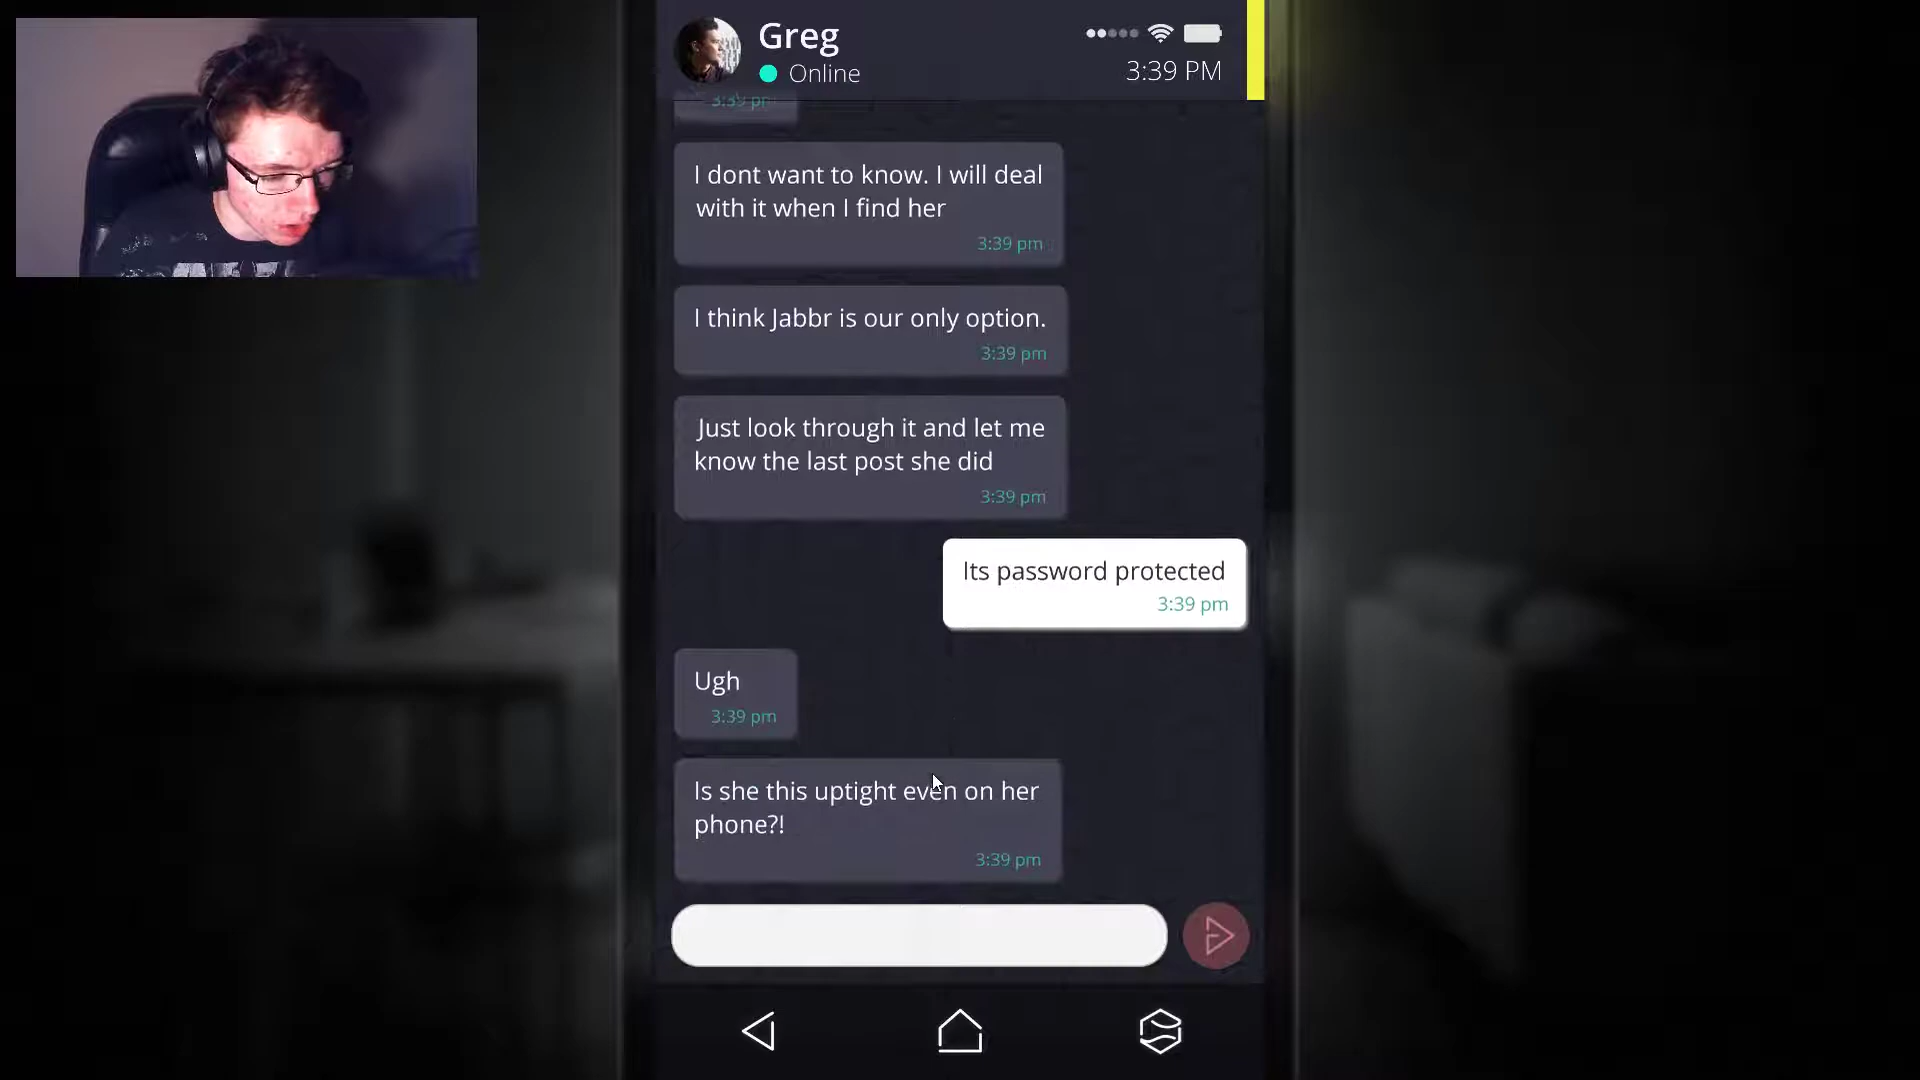 Greg
Online
3:39 PM
3:39 pm
I dont want to know. I will deal
with it when I find her
3:39 pm
I think Jabbr is our only option.
3:39 pm
Just look through it and let me
know the last post she did
3:39 pm
Its password protected
3:39 pm
Ugh
3:39 pm
Is she this uptight even on her
phone?!
3:39 pm